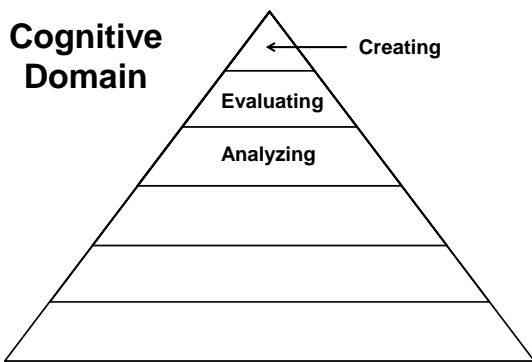 Cognitive
Domain
Creating
Evaluating
Analyzing